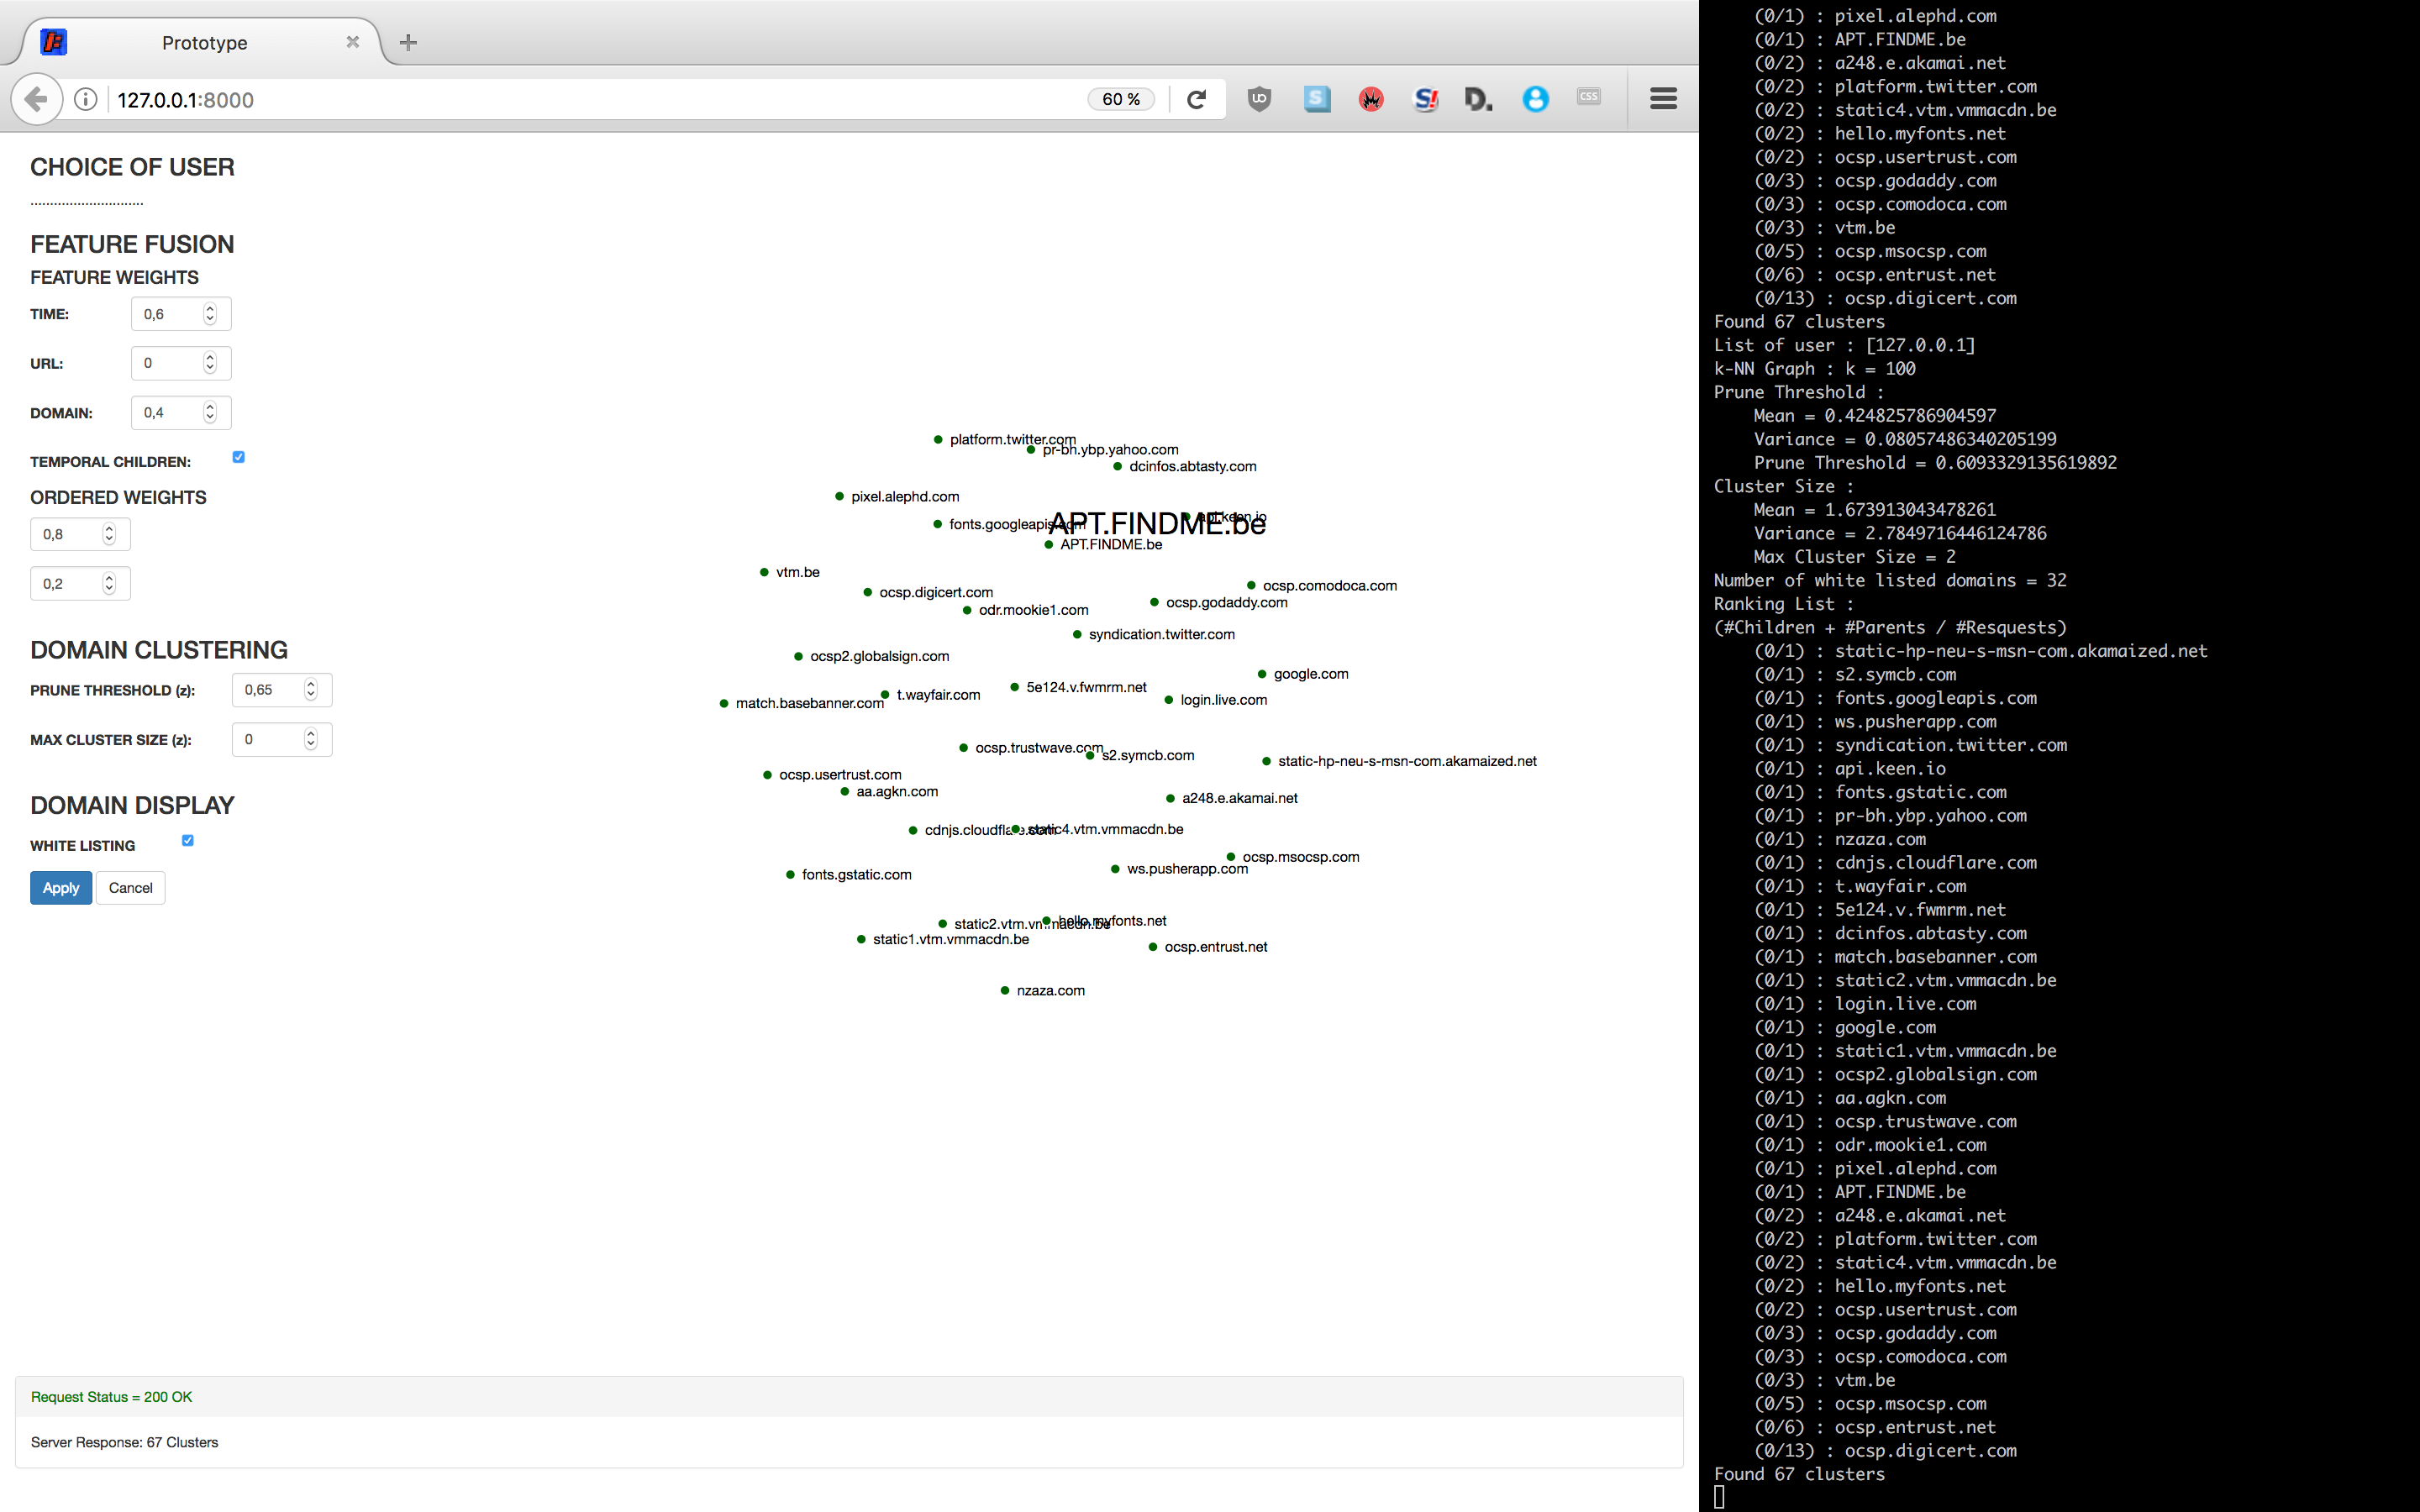 Prototype
127.0.0.1:8000
60 %
CHOICE OF USER
.............................
FEATURE FUSION
FEATURE WEIGHTS
TIME: 0,6
URL: 0
DOMAIN: 0,4
TEMPORAL CHILDREN:
ORDERED WEIGHTS
0,8
0,2
DOMAIN CLUSTERING
PRUNE THRESHOLD (z): 0,65
MAX CLUSTER SIZE (z): 0
DOMAIN DISPLAY
WHITE LISTING
Apply Cancel
platform.twitter.com
pr-bh.ybp.yahoo.com
dcinfos.abtasty.com
pixel.alephd.com
fonts.googleapis.com
api.keen.io
APT.FINDME.be
APT.FINDME.be
vtm.be
ocsp.digicert.com
ocsp.comodoca.com
odr.mookie1.com
ocsp.godaddy.com
syndication.twitter.com
ocsp2.globalsign.com
google.com
5e124.v.fwmrm.net
t.wayfair.com
login.live.com
match.basebanner.com
ocsp.trustwave.com
s2.symcb.com
static-hp-neu-s-msn-com.akamaized.net
ocsp.usertrust.com
aa.agkn.com
a248.e.akamai.net
cdnjs.cloudflare.com
static4.vtm.vmmacdn.be
ocsp.msocsp.com
ws.pusherapp.com
fonts.gstatic.com
static2.vtm.vmmacdn.be
hello.myfonts.net
static1.vtm.vmmacdn.be
ocsp.entrust.net
nzaza.com
Request Status = 200 OK
Server Response: 67 Clusters
(0/1) : pixel.alephd.com
(0/1) : APT.FINDME.be
(0/2) : a248.e.akamai.net
(0/2) : platform.twitter.com
(0/2) : static4.vtm.vmmacdn.be
(0/2) : hello.myfonts.net
(0/2) : ocsp.usertrust.com
(0/3) : ocsp.godaddy.com
(0/3) : ocsp.comodoca.com
(0/3) : vtm.be
(0/5) : ocsp.msocsp.com
(0/6) : ocsp.entrust.net
(0/13) : ocsp.digicert.com
Found 67 clusters
List of user : [127.0.0.1]
k-NN Graph : k = 100
Prune Threshold :
Mean = 0.424825786904597
Variance = 0.08057486340205199
Prune Threshold = 0.6093329135619892
Cluster Size :
Mean = 1.673913043478261
Variance = 2.7849716446124786
Max Cluster Size = 2
Number of white listed domains = 32
Ranking List :
(#Children + #Parents / #Resquests)
(0/1) : static-hp-neu-s-msn-com.akamaized.net
(0/1) : s2.symcb.com
(0/1) : fonts.googleapis.com
(0/1) : ws.pusherapp.com
(0/1) : syndication.twitter.com
(0/1) : api.keen.io
(0/1) : fonts.gstatic.com
(0/1) : pr-bh.ybp.yahoo.com
(0/1) : nzaza.com
(0/1) : cdnjs.cloudflare.com
(0/1) : t.wayfair.com
(0/1) : 5e124.v.fwmrm.net
(0/1) : dcinfos.abtasty.com
(0/1) : match.basebanner.com
(0/1) : static2.vtm.vmmacdn.be
(0/1) : login.live.com
(0/1) : google.com
(0/1) : static1.vtm.vmmacdn.be
(0/1) : ocsp2.globalsign.com
(0/1) : aa.agkn.com
(0/1) : ocsp.trustwave.com
(0/1) : odr.mookie1.com
(0/1) : pixel.alephd.com
(0/1) : APT.FINDME.be
(0/2) : a248.e.akamai.net
(0/2) : platform.twitter.com
(0/2) : static4.vtm.vmmacdn.be
(0/2) : hello.myfonts.net
(0/2) : ocsp.usertrust.com
(0/3) : ocsp.godaddy.com
(0/3) : ocsp.comodoca.com
(0/3) : vtm.be
(0/5) : ocsp.msocsp.com
(0/6) : ocsp.entrust.net
(0/13) : ocsp.digicert.com
Found 67 clusters